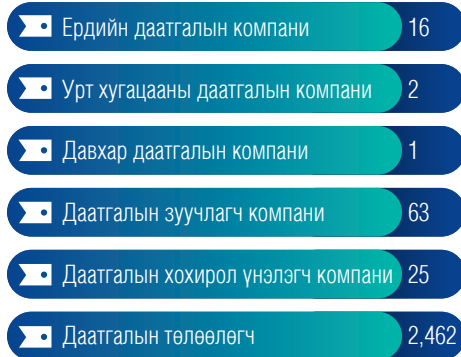 Ердийн даатгалын компани 16
Урт хугацааны даатгалын компани 2
Давхар даатгалын компани 1
Даатгалын зуучлагч компани 63
Даатгалын хохирол үнэлэгч компани 25
Даатгалын төлөөлөгч 2,462